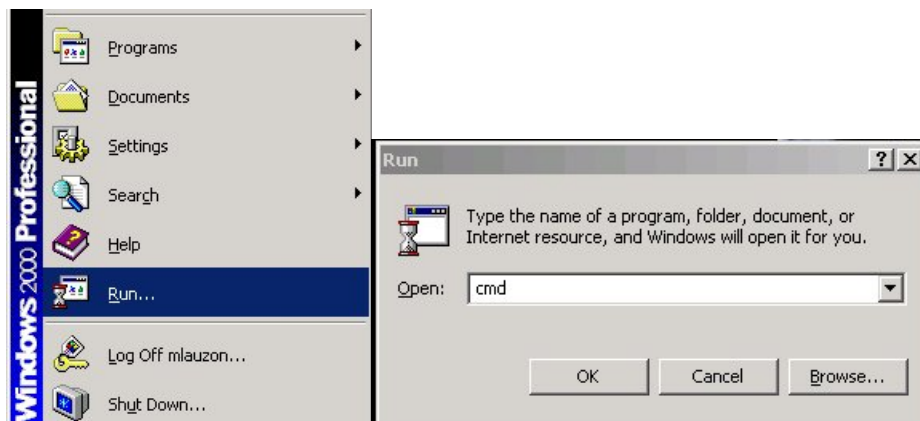 Windows 2000 Professional
Programs
Documents
Settings
Search
Help
Run...
Log Off mlauzon...
Shut Down...
Run
Type the name of a program, folder, document, or
Internet resource, and Windows will open it for you.
Open: cmd
OK Cancel Browse...